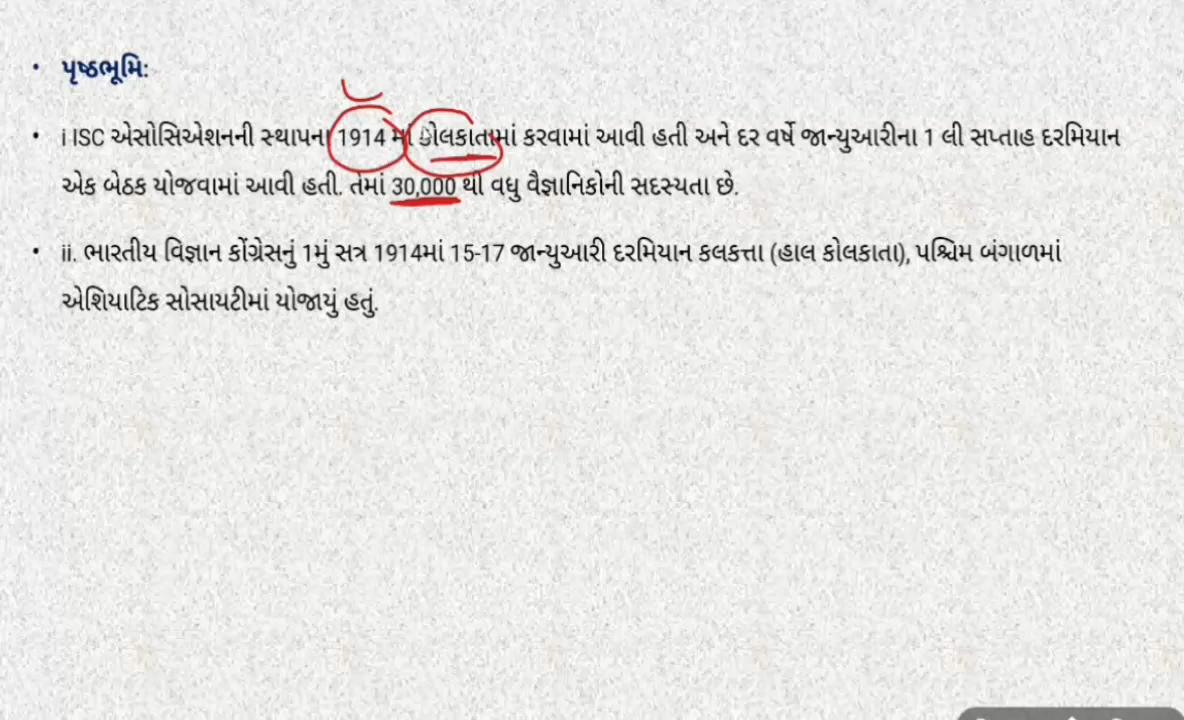 • પૃષ્ઠભૂમિ:
• i ISC એસોસિએશનની સ્થાપના 1914 માં કોલકાતામાં કરવામાં આવી હતી અને દર વર્ષે જાન્યુઆરીના 1 લી સપ્તાહ દરમિયાન
એક બેઠક યોજવામાં આવી હતી. તેમાં 30,000 થી વધુ વૈજ્ઞાનિકોની સદસ્યતા છે.
• ii. ભારતીય વિજ્ઞાન કોંગ્રેસનું 1મું સત્ર 1914માં 15-17 જાન્યુઆરી દરમિયાન કલકત્તા (હાલ કોલકાતા), પશ્ચિમ બંગાળમાં
એશિયાટિક સોસાયટીમાં યોજાયું હતું.